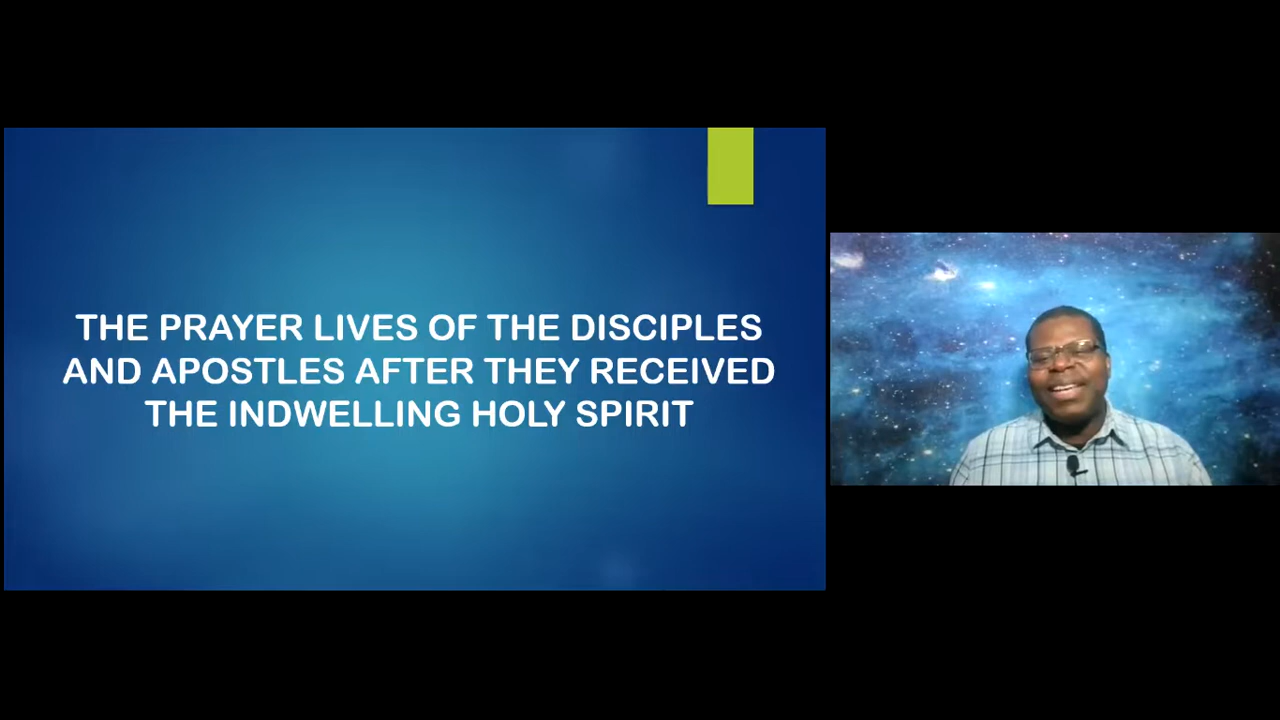 THE PRAYER LIVES OF THE DISCIPLES
AND APOSTLES AFTER THEY RECEIVED
THE INDWELLING HOLY SPIRIT